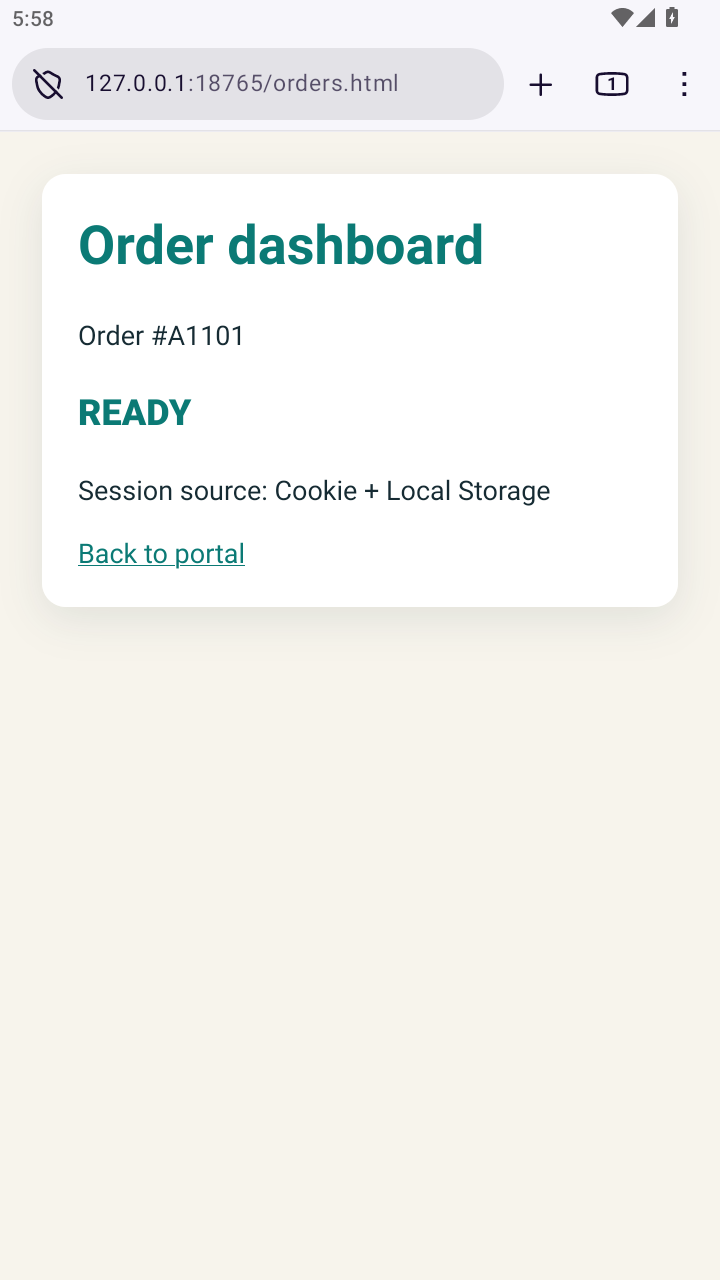 5:58
127.0.0.1:18765/orders.html
1
Order dashboard
Order #A1101
READY
Session source: Cookie + Local Storage
Back to portal